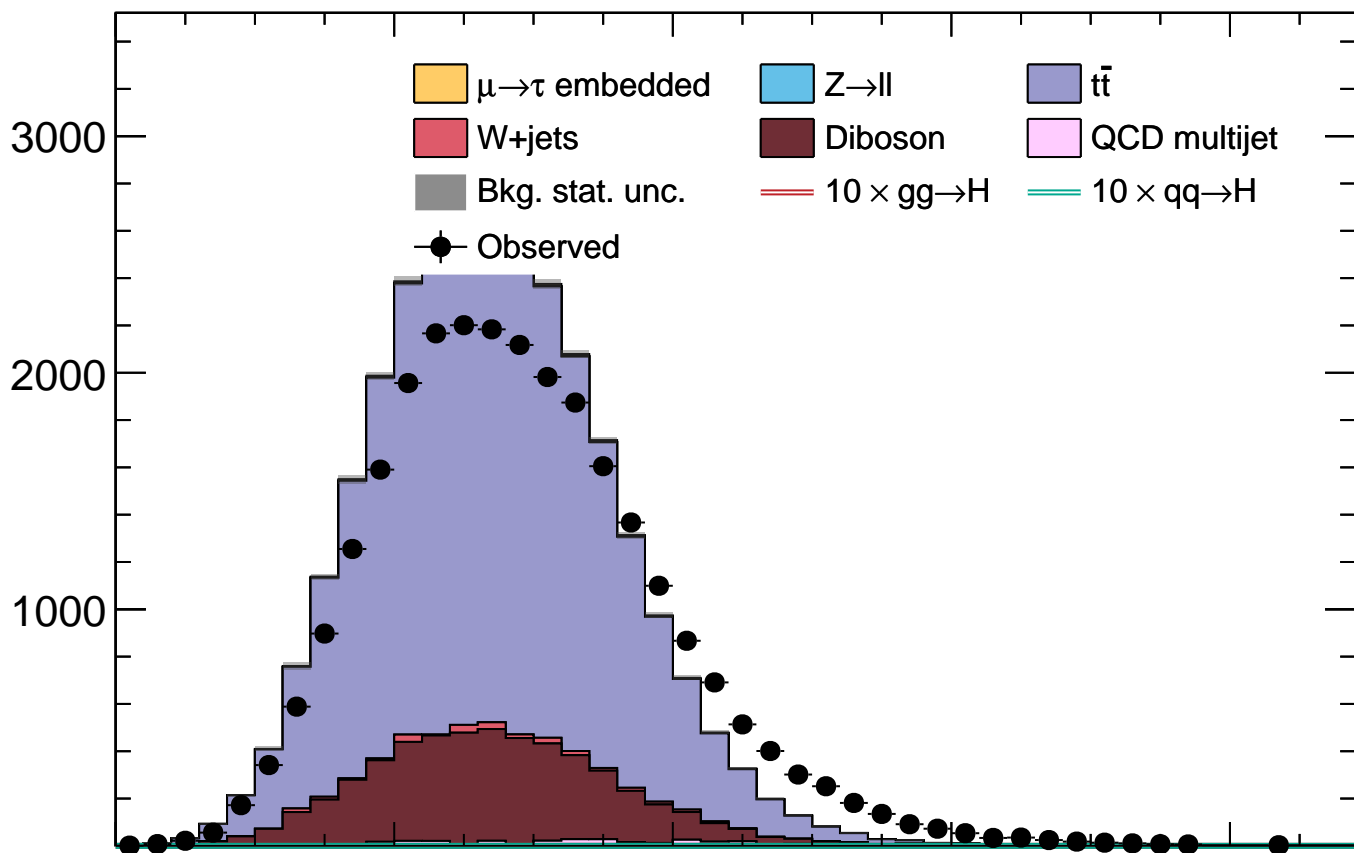 μ→τ embedded Z→ll tt̄
3000
W+jets Diboson QCD multijet
Bkg. stat. unc. 10 × gg→H 10 × qq→H
Observed
2000
1000